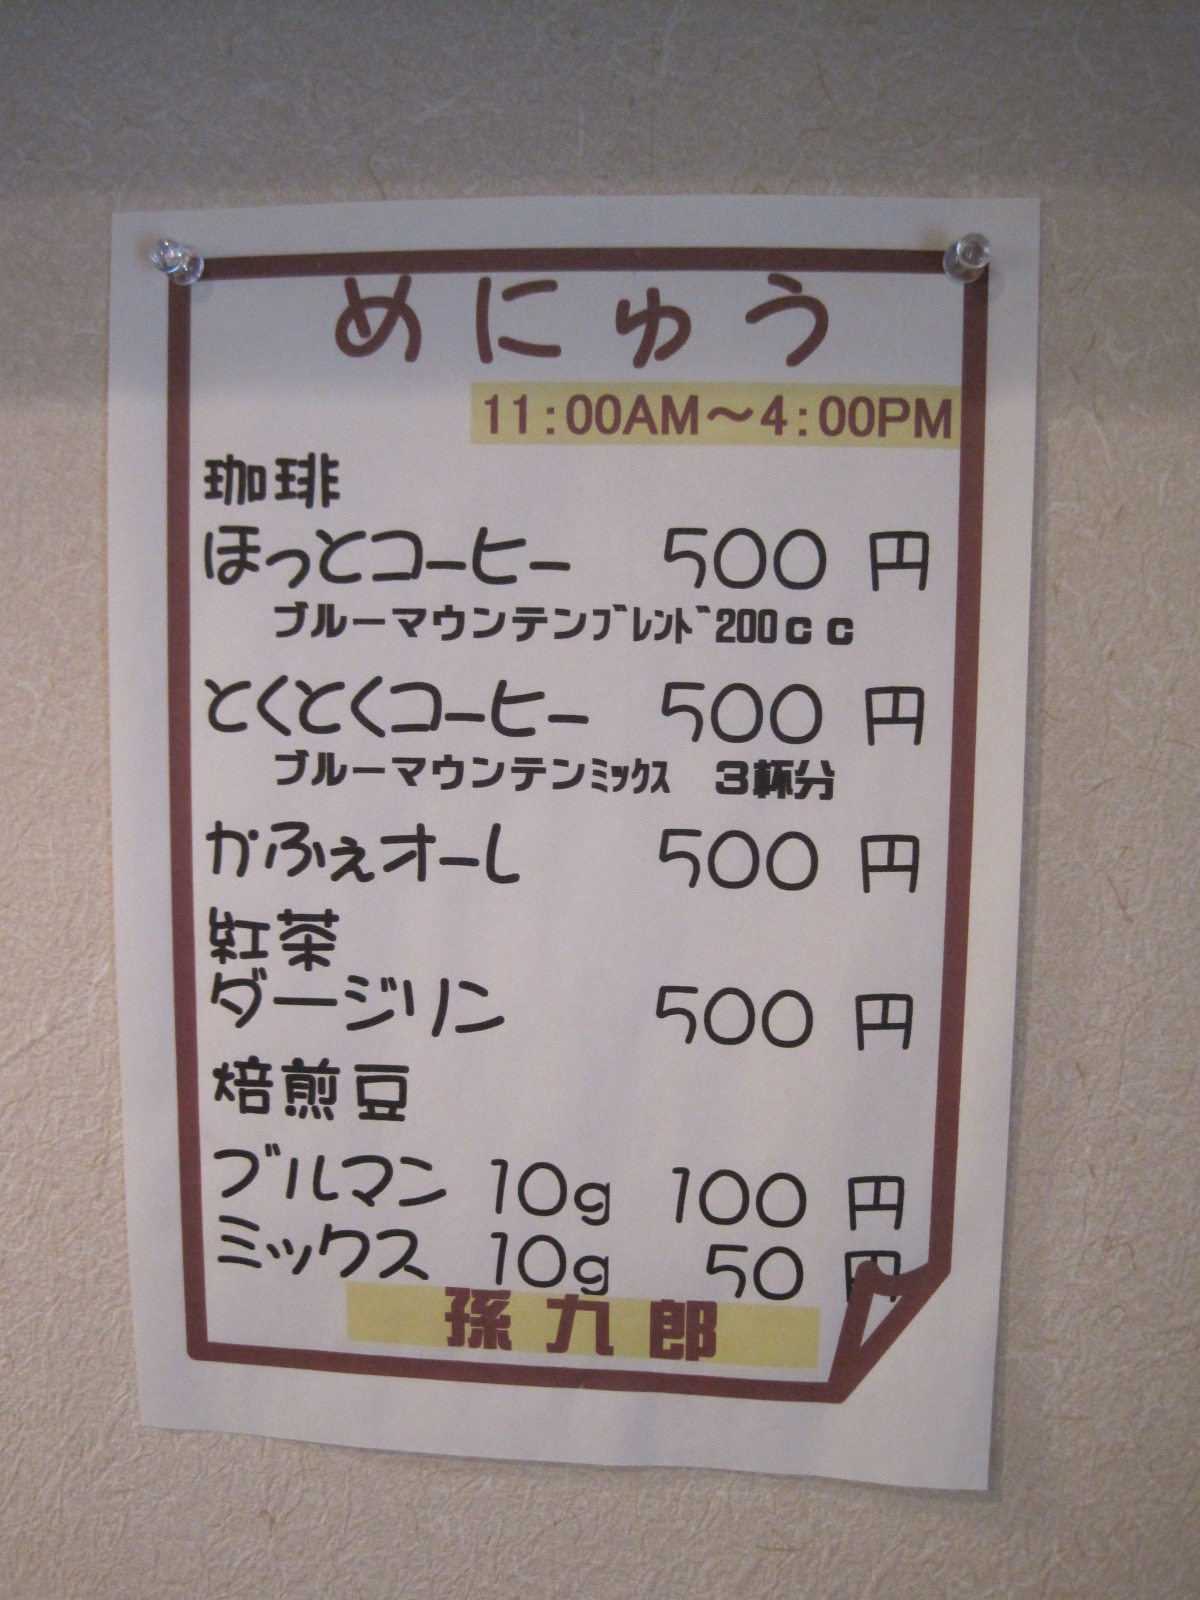 めにゅう
11:00AM～4:00PM
珈琲
ほっとコーヒー 500 円
ブルーマウンテンﾌﾞﾚﾝﾄﾞ200ｃｃ
とくとくコーヒー 500 円
ブルーマウンテンﾐｯｸｽ 3杯分
かふぇオーレ 500 円
紅茶
ダージリン 500 円
焙煎豆
ブルマン 10g 100 円
ミックス 10g 50 円
孫九郎